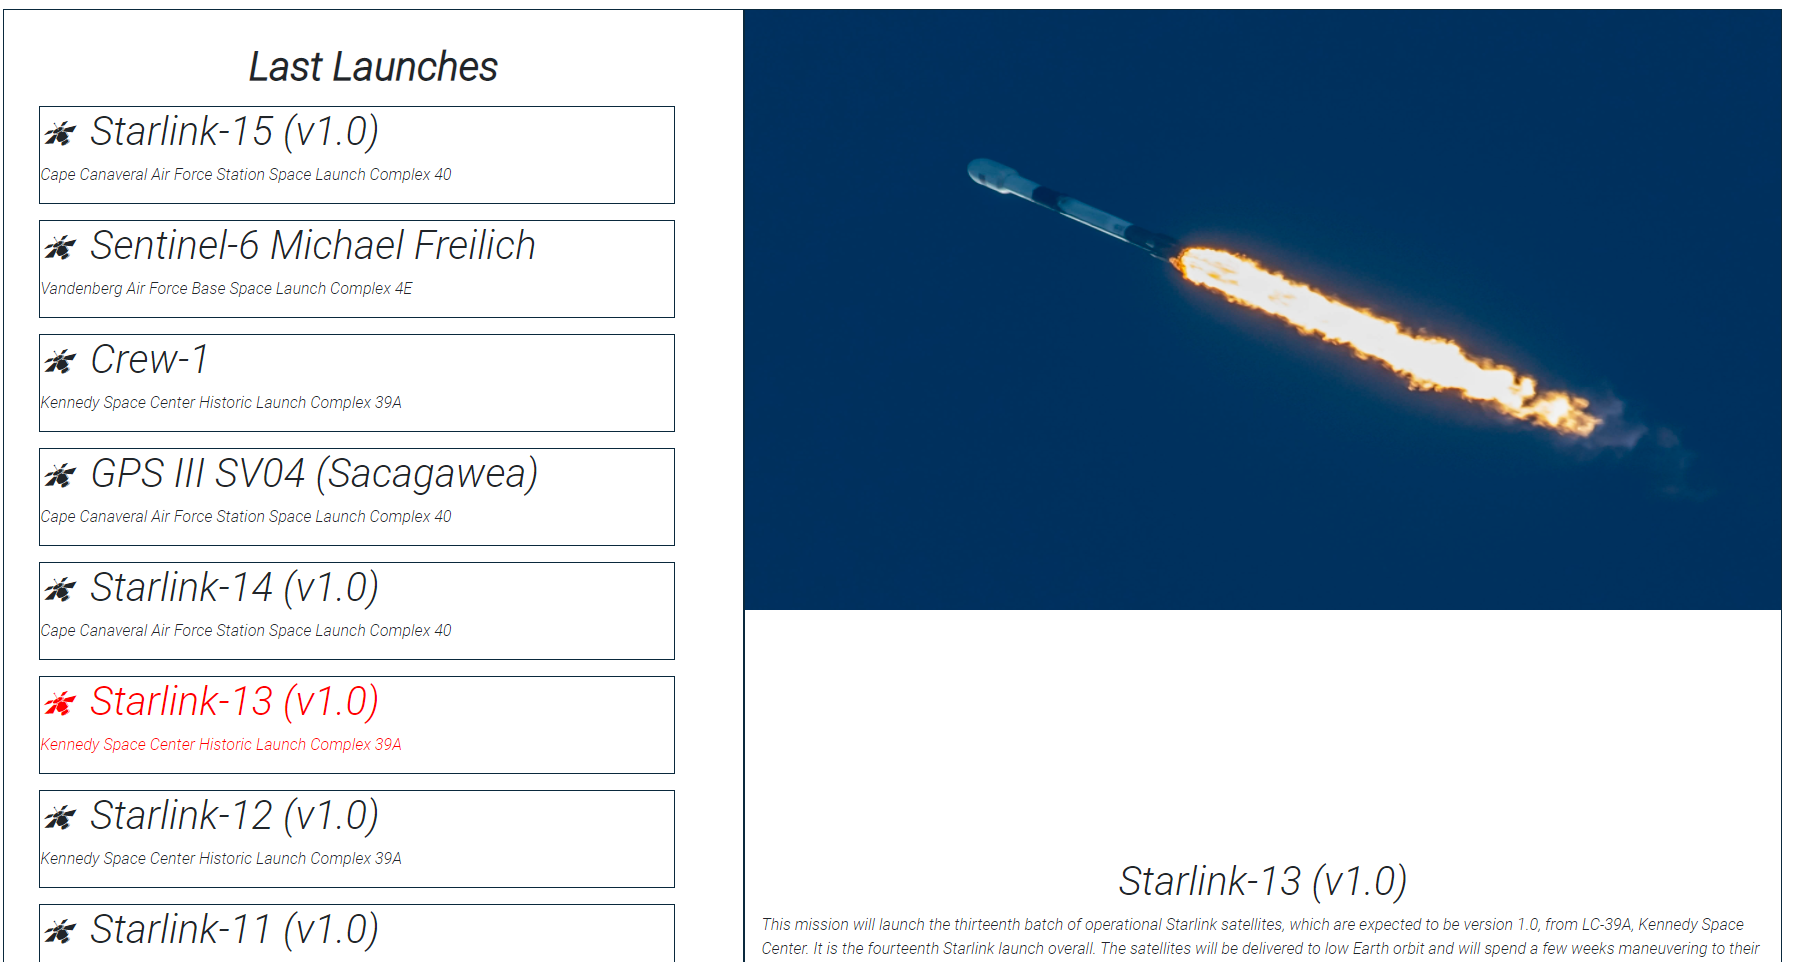 Last Launches
Starlink-15 (v1.0)
Cape Canaveral Air Force Station Space Launch Complex 40
Sentinel-6 Michael Freilich
Vandenberg Air Force Base Space Launch Complex 4E
Crew-1
Kennedy Space Center Historic Launch Complex 39A
GPS III SV04 (Sacagawea)
Cape Canaveral Air Force Station Space Launch Complex 40
Starlink-14 (v1.0)
Cape Canaveral Air Force Station Space Launch Complex 40
Starlink-13 (v1.0)
Kennedy Space Center Historic Launch Complex 39A
Starlink-12 (v1.0)
Kennedy Space Center Historic Launch Complex 39A
Starlink-11 (v1.0)
Starlink-13 (v1.0)
This mission will launch the thirteenth batch of operational Starlink satellites, which are expected to be version 1.0, from LC-39A, Kennedy Space
Center. It is the fourteenth Starlink launch overall. The satellites will be delivered to low Earth orbit and will spend a few weeks maneuvering to their